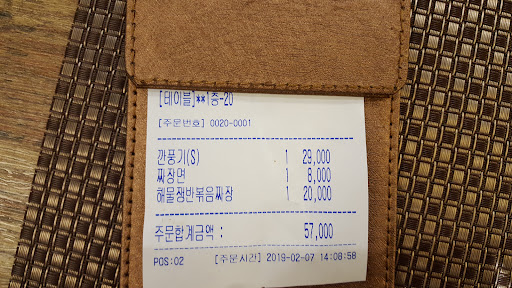 [테이블]**1층-20
[주문번호] 0020-0001
깐풍기(S) 1 29,000
짜장면 1 8,000
해물쟁반볶음짜장 1 20,000
주문합계금액 : 57,000
POS:02 [주문시간] 2019-02-07 14:08:58